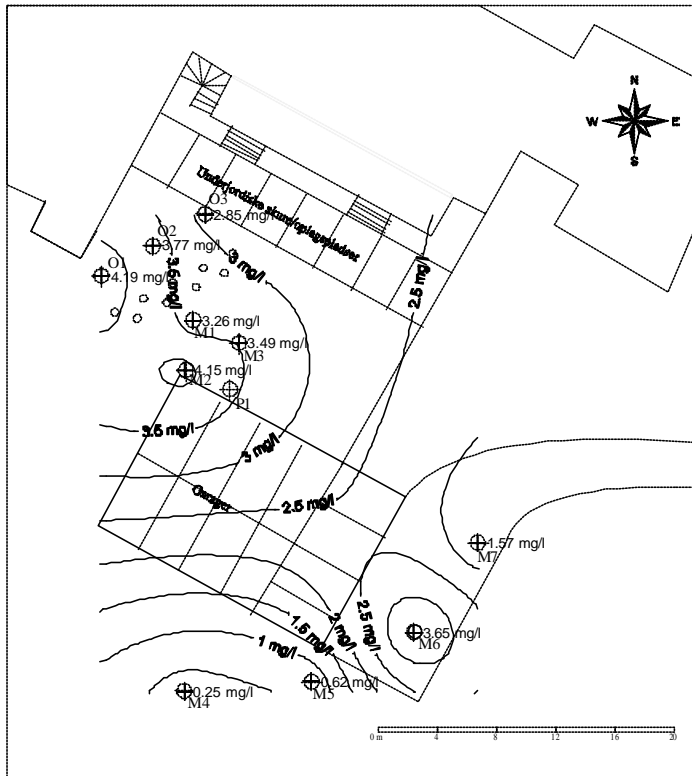 N
W E
S
Underjordiske skure/oplagspladser
O3
2.85 mg/l
O2
3.77 mg/l
3 mg/l
2.5 mg/l
O1
4.19 mg/l
3.5 mg/l
3.26 mg/l
M1
3.49 mg/l
M3
4.15 mg/l
M2
P1
3.5 mg/l
3 mg/l
Garager
2.5 mg/l
1.57 mg/l
M7
2.5 mg/l
2 mg/l
1.5 mg/l
3.65 mg/l
M6
1 mg/l
0.62 mg/l
M5
0.25 mg/l
M4
0 m 4 8 12 16 20